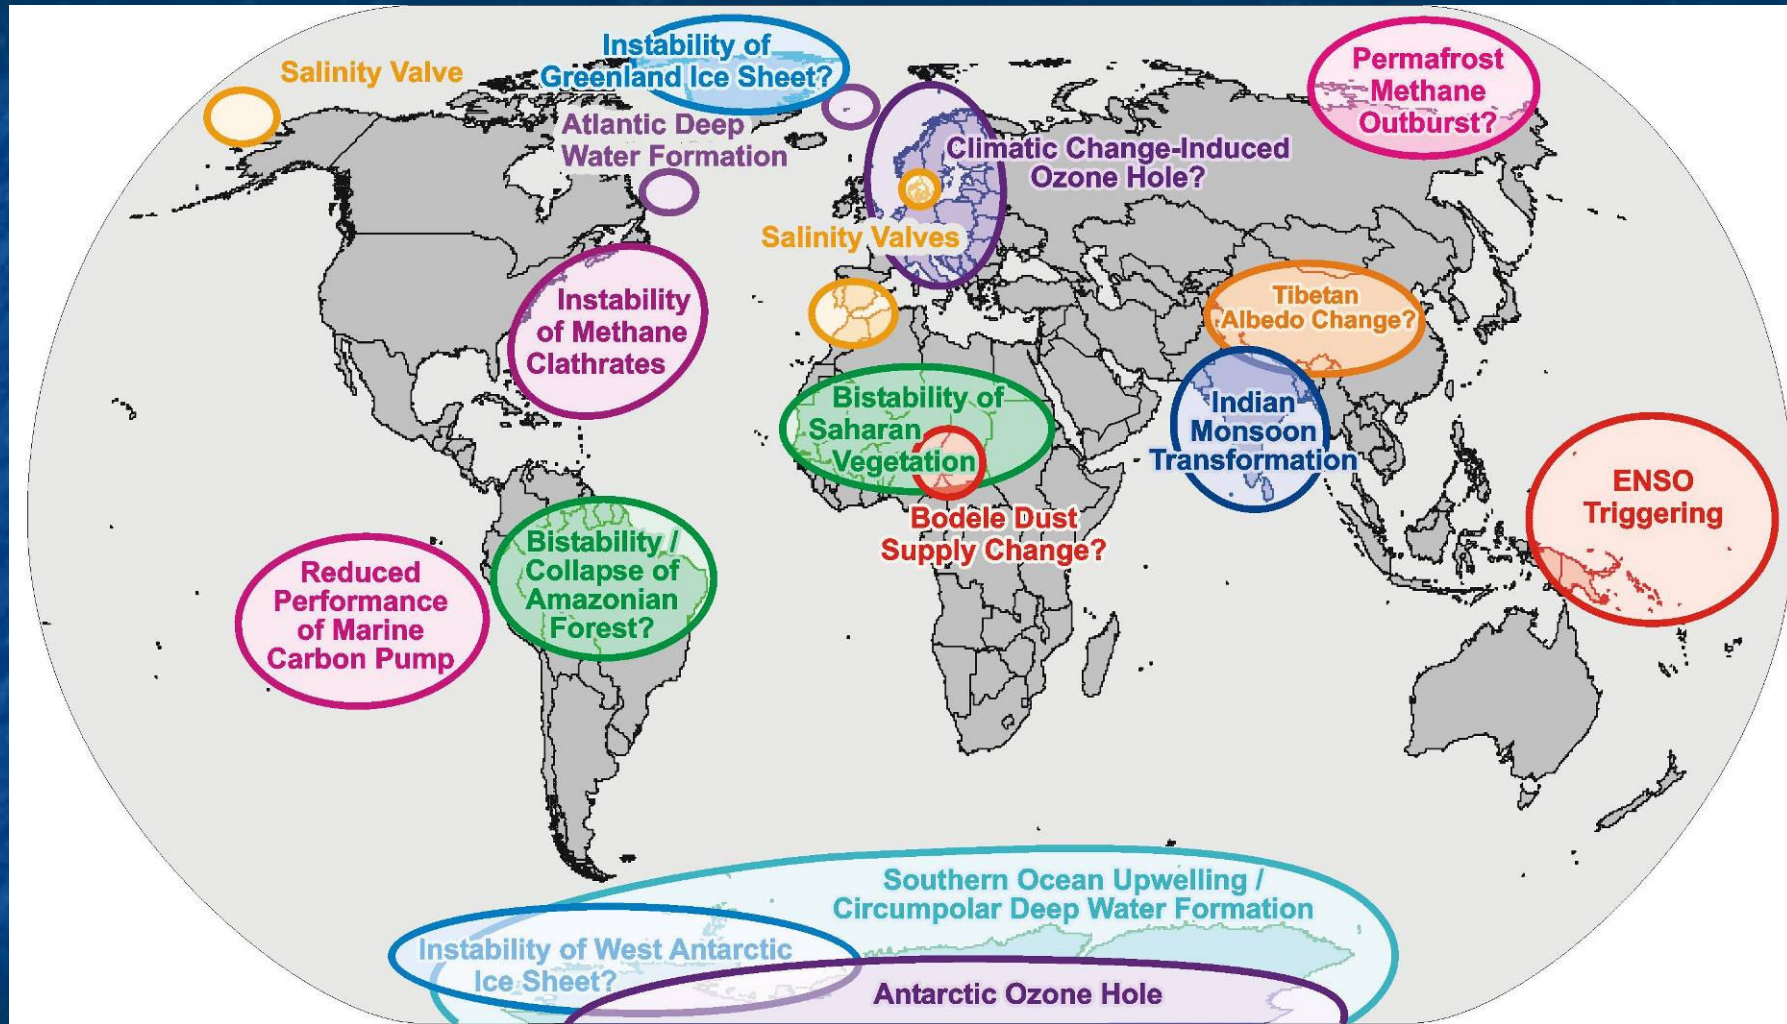 Salinity Valve
Instability of
Greenland Ice Sheet?
Permafrost
Methane
Outburst?
Atlantic Deep
Water Formation
Climatic Change-Induced
Ozone Hole?
Salinity Valves
Instability
of Methane
Clathrates
Tibetan
Albedo Change?
Bistability of
Saharan
Vegetation
Indian
Monsoon
Transformation
Bodele Dust
Supply Change?
ENSO
Triggering
Bistability /
Collapse of
Amazonian
Forest?
Reduced
Performance
of Marine
Carbon Pump
Southern Ocean Upwelling /
Circumpolar Deep Water Formation
Instability of West Antarctic
Ice Sheet?
Antarctic Ozone Hole